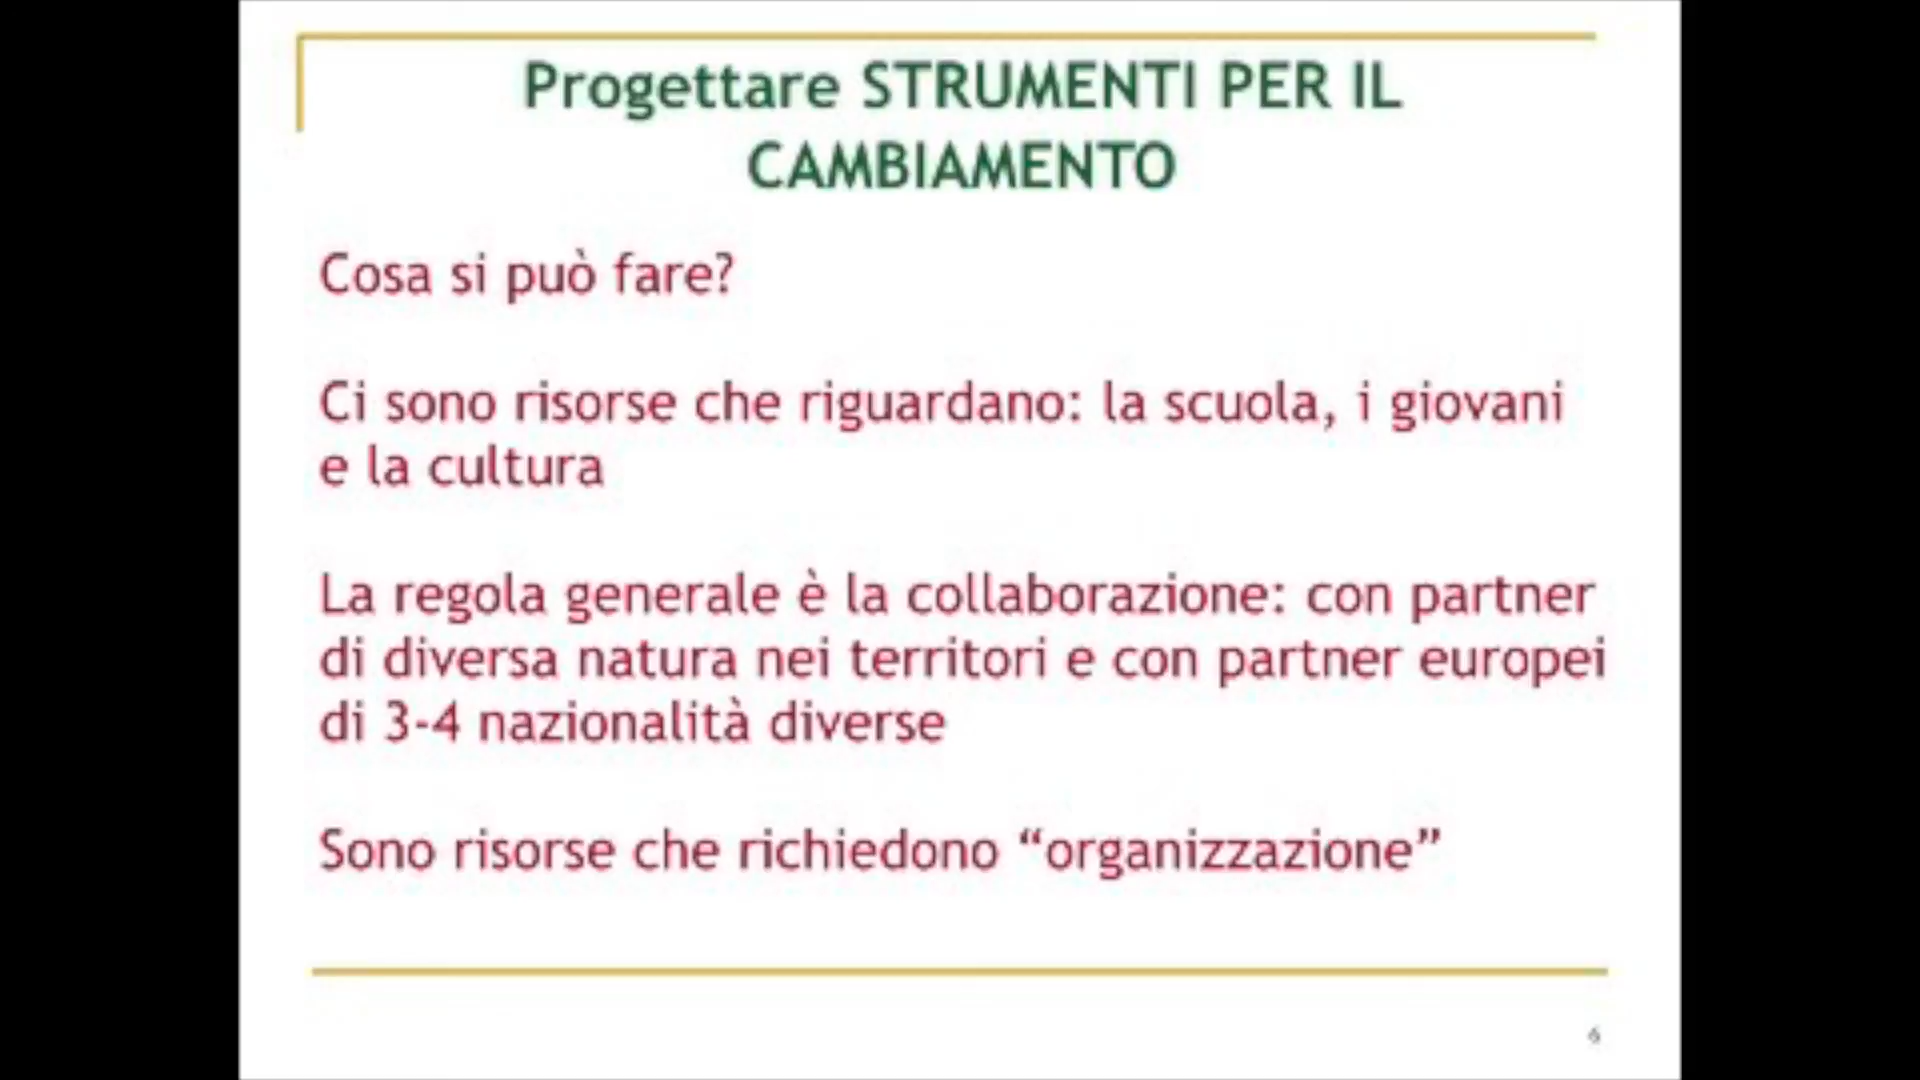 Progettare STRUMENTI PER IL
CAMBIAMENTO
Cosa si può fare?
Ci sono risorse che riguardano: la scuola, i giovani
e la cultura
La regola generale è la collaborazione: con partner
di diversa natura nei territori e con partner europei
di 3-4 nazionalità diverse
Sono risorse che richiedono “organizzazione”
6